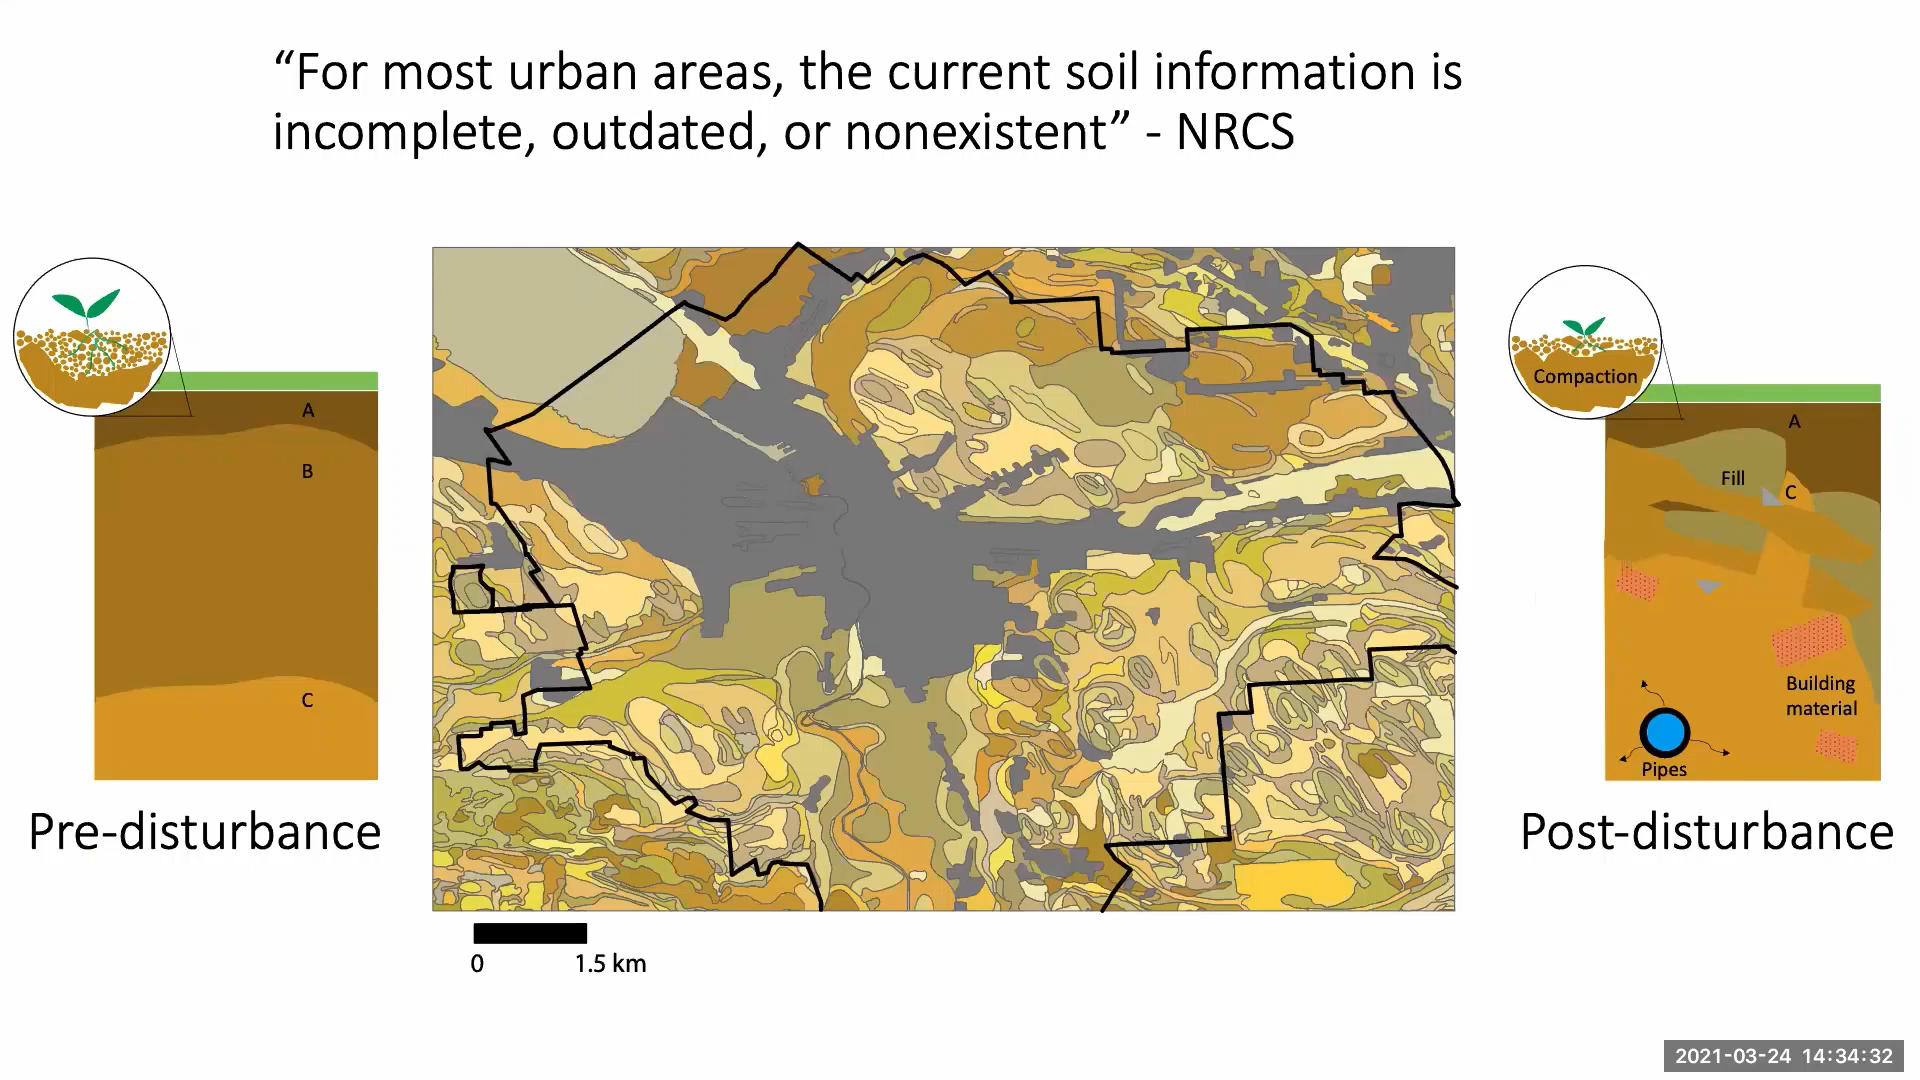 “For most urban areas, the current soil information is
incomplete, outdated, or nonexistent” - NRCS
A
B
C
Pre-disturbance
0 1.5 km
Compaction
A
Fill
C
Building
material
Pipes
Post-disturbance
2021-03-24 14:34:32